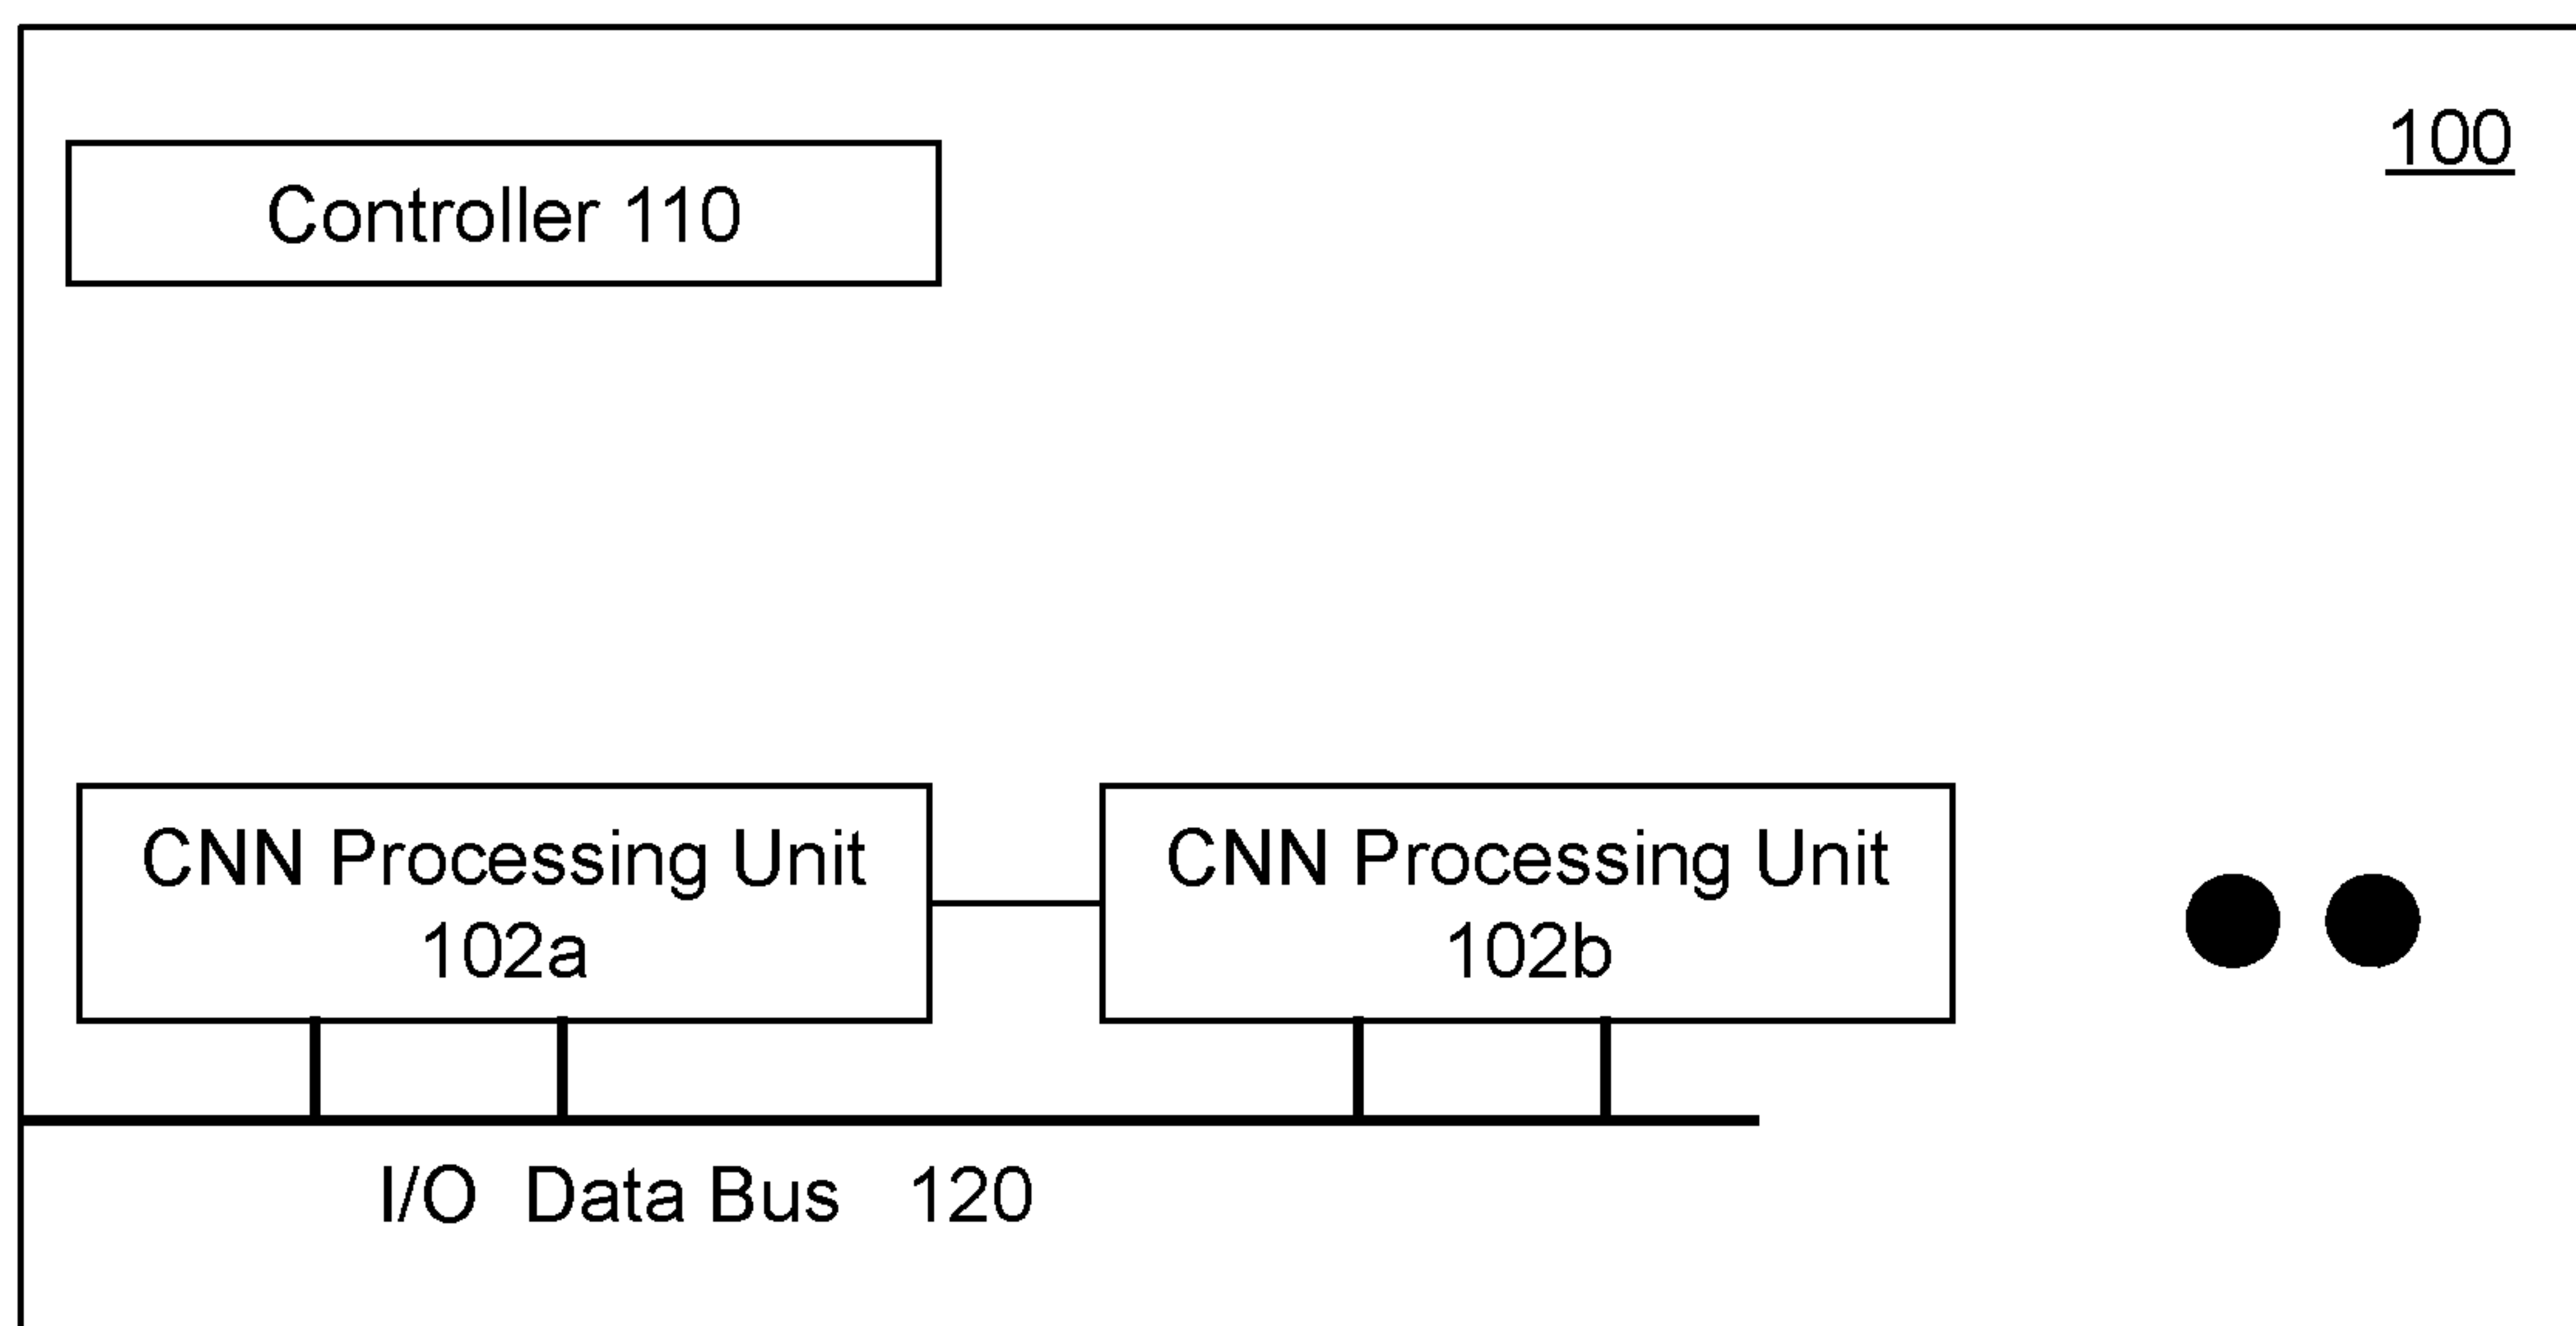 100
Controller 110
CNN Processing Unit
102a
CNN Processing Unit
102b
I/O Data Bus 120